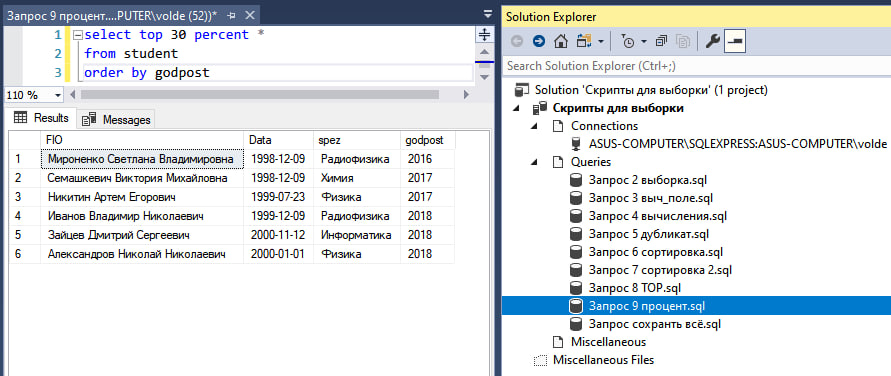 Запрос 9 процент....PUTER\volde (52))*
1 select top 30 percent *
2 from student
3 order by godpost
110 %
Results Messages
FIO Data spez godpost
1 Мироненко Светлана Владимировна 1998-12-09 Радиофизика 2016
2 Семашкевич Виктория Михайловна 1998-12-09 Химия 2017
3 Никитин Артем Егорович 1999-07-23 Физика 2017
4 Иванов Владимир Николаевич 1999-12-09 Радиофизика 2018
5 Зайцев Дмитрий Сергеевич 2000-11-12 Информатика 2018
6 Александров Николай Николаевич 2000-01-01 Физика 2018
Solution Explorer
Search Solution Explorer (Ctrl+;)
Solution 'Скрипты для выборки' (1 project)
Скрипты для выборки
Connections
ASUS-COMPUTER\SQLEXPRESS:ASUS-COMPUTER\volde
Queries
Запрос 2 выборка.sql
Запрос 3 выч_поле.sql
Запрос 4 вычисления.sql
Запрос 5 дубликат.sql
Запрос 6 сортировка.sql
Запрос 7 сортировка 2.sql
Запрос 8 TOP.sql
Запрос 9 процент.sql
Запрос сохрать всё.sql
Miscellaneous
Miscellaneous Files